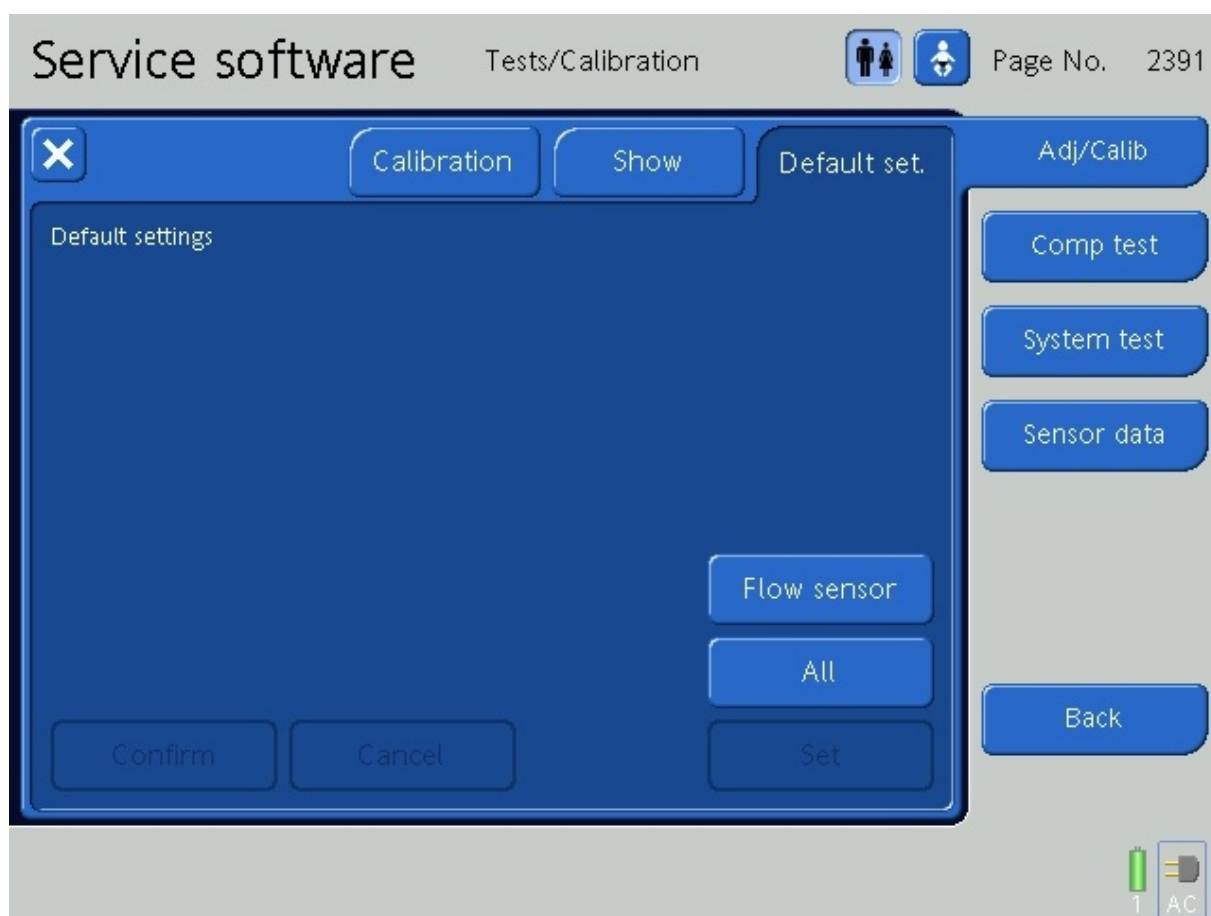 Service software Tests/Calibration Page No. 2391
Calibration Show Default set. Adj/Calib
Default settings
Comp test
System test
Sensor data
Flow sensor
All
Back
Confirm Cancel Set
1 AC